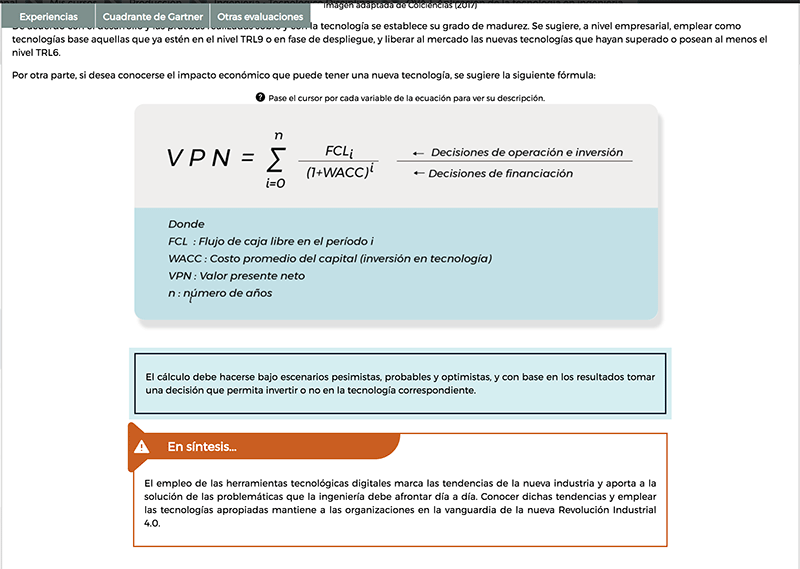 Imagen adaptada de Colciencias (2017)
Experiencias
Cuadrante de Gartner
Otras evaluaciones
la tecnología se establece su grado de madurez. Se sugiere, a nivel empresarial, emplear como
tecnologías base aquellas que ya estén en el nivel TRL9 o en fase de despliegue, y liberar al mercado las nuevas tecnologías que hayan superado o posean al menos el
nivel TRL6.
Por otra parte, si desea conocerse el impacto económico que puede tener una nueva tecnología, se sugiere la siguiente fórmula:
? Pase el cursor por cada variable de la ecuación para ver su descripción.
VPN = n ∑ i=0 FCLi / (1+WACC)^i
← Decisiones de operación e inversión
← Decisiones de financiación
Donde
FCL : Flujo de caja libre en el período i
WACC : Costo promedio del capital (inversión en tecnología)
VPN : Valor presente neto
n : número de años
El cálculo debe hacerse bajo escenarios pesimistas, probables y optimistas, y con base en los resultados tomar
una decisión que permita invertir o no en la tecnología correspondiente.
En síntesis...
El empleo de las herramientas tecnológicas digitales marca las tendencias de la nueva industria y aporta a la
solución de las problemáticas que la ingeniería debe afrontar día a día. Conocer dichas tendencias y emplear
las tecnologías apropiadas mantiene a las organizaciones en la vanguardia de la nueva Revolución Industrial
4.0.